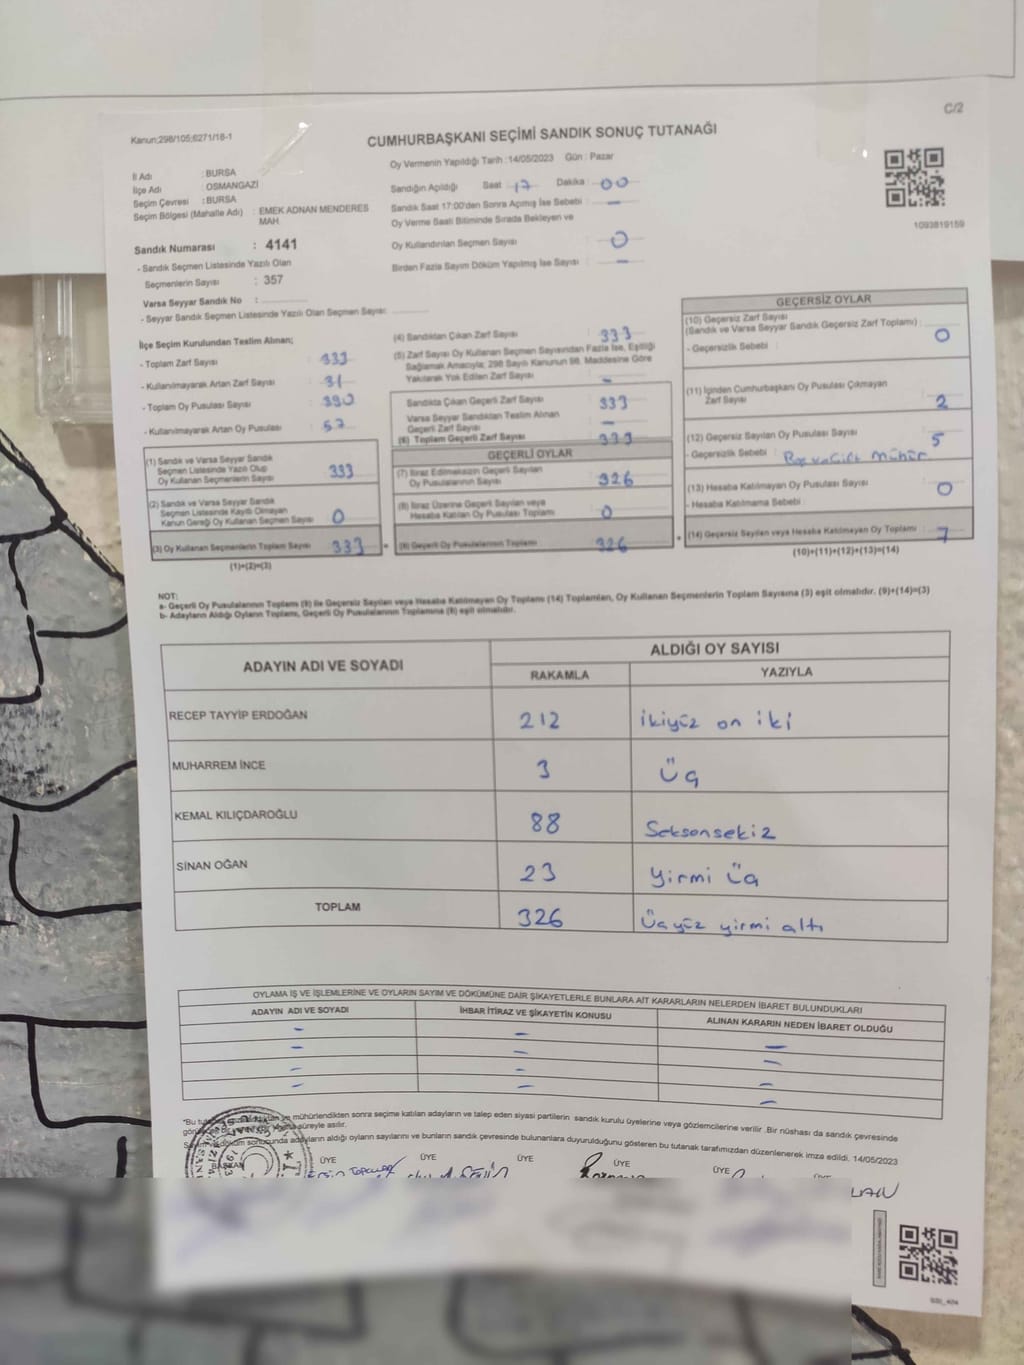 C/2
Kanun;298/105;6271/18-1
CUMHURBAŞKANI SEÇİMİ SANDIK SONUÇ TUTANAĞI
Oy Vermenin Yapıldığı Tarih :14/05/2023 Gün : Pazar
İl Adı : BURSA
İlçe Adı : OSMANGAZİ
Seçim Çevresi : BURSA
Seçim Bölgesi (Mahalle Adı) : EMEK ADNAN MENDERES MAH.
Sandık Numarası : 4141
- Sandık Seçmen Listesinde Yazılı Olan
Seçmenlerin Sayısı : 357
Varsa Seyyar Sandık No :
- Seyyar Sandık Seçmen Listesinde Yazılı Olan Seçmen Sayısı:
Sandığın Açıldığı Saat 17 Dakika : 00
Sandık Saat 17:00'den Sonra Açımış İse Sebebi : -
Oy Verme Saati Bitiminde Sırada Bekleyen ve
Oy Kullandırılan Seçmen Sayısı : 0
Birden Fazla Sayım Döküm Yapılmış İse Sayısı : -
1093819159
İlçe Seçim Kurulundan Teslim Alınan;
- Toplam Zarf Sayısı :
- Kullanılmayarak Artan Zarf Sayısı : 31
- Toplam Oy Pusulası Sayısı : 390
- Kullanılmayarak Artan Oy Pusulası : 57
(1) Sandık ve Varsa Seyyar Sandık
Seçmen Listesinde Yazılı Olup
Oy Kullanan Seçmenlerin Sayısı : 333
(2) Sandık ve Varsa Seyyar Sandık
Seçmen Listesinde Kayıtlı Olmayan
Kanun Gereği Oy Kullanan Seçmen Sayısı : 0
(3) Oy Kullanan Seçmenlerin Toplam Sayısı : 333
(1)+(2)=(3)
(4) Sandıktan Çıkan Zarf Sayısı : 333
(5) Zarf Sayısı Oy Kullanan Seçmen Sayısından Fazla İse, Eşitliği
Sağlamak Amacıyla; 298 Sayılı Kanunun 98. Maddesine Göre
Yakılarak Yok Edilen Zarf Sayısı : -
Sandıkta Çıkan Geçerli Zarf Sayısı : 333
Varsa Seyyar Sandıktan Teslim Alınan
Geçerli Zarf Sayısı : -
(6) Toplam Geçerli Zarf Sayısı : 333
GEÇERLİ OYLAR
(7) İtiraz Edilmeksizin Geçerli Sayılan
Oy Pusulalarının Sayısı : 326
(8) İtiraz Üzerine Geçerli Sayılan veya
Hesaba Katılan Oy Pusulası Toplamı : 0
(9) Geçerli Oy Pusulalarının Toplamı : 326
GEÇERSİZ OYLAR
(10) Geçersiz Zarf Sayısı
(Sandık ve Varsa Seyyar Sandık Geçersiz Zarf Toplamı) : 0
- Geçersizlik Sebebi :
(11) İçinden Cumhurbaşkanı Oy Pusulası Çıkmayan
Zarf Sayısı : 2
(12) Geçersiz Sayılan Oy Pusulası Sayısı : 5
- Geçersizlik Sebebi : Mühür
(13) Hesaba Katılmayan Oy Pusulası Sayısı : 0
- Hesaba Katılmama Sebebi :
(14) Geçersiz Sayılan veya Hesaba Katılmayan Oy Toplamı : 7
(10)+(11)+(12)+(13)=(14)
NOT:
a- Geçerli Oy Pusulalarının Toplamı (9) ile Geçersiz Sayılan veya Hesaba Katılmayan Oy Toplamı (14) Toplamları, Oy Kullanan Seçmenlerin Toplam Sayısına (3) eşit olmalıdır. (9)+(14)=(3)
b- Adayların Aldığı Oyların Toplamı, Geçerli Oy Pusulalarının Toplamına (9) eşit olmalıdır.
ADAYIN ADI VE SOYADI ALDIĞI OY SAYISI
RAKAMLA YAZIYLA
RECEP TAYYİP ERDOĞAN 212 ikiyüz on iki
MUHARREM İNCE 3 Üç
KEMAL KILIÇDAROĞLU 88 Seksensekiz
SİNAN OĞAN 23 Yirmi Üç
TOPLAM 326 Üçyüz yirmi altı
OYLAMA İŞ VE İŞLEMLERİNE VE OYLARIN SAYIM VE DÖKÜMÜNE DAİR ŞİKAYETLERLE BUNLARA AİT KARARLARIN NELERDEN İBARET BULUNDUKLARI
ADAYIN ADI VE SOYADI İHBAR İTİRAZ VE ŞİKAYETİN KONUSU ALINAN KARARIN NEDEN İBARET OLDUĞU
- - -
- - -
- - -
- - -
*Bu mühürlendikten sonra seçime katılan adayların ve talep eden siyasi partilerin sandık kurulu üyelerine veya gözlemcilerine verilir .Bir nüshası da sandık çevresinde
süreyle asılır.
sonucunda adayların aldığı oyların sayılarını ve bunların sandık çevresinde bulunanlara duyurulduğunu gösteren bu tutanak tarafımızdan düzenlenerek imza edildi. 14/05/2023
BAŞKAN ÜYE ÜYE ÜYE ÜYE ÜYE ÜYE